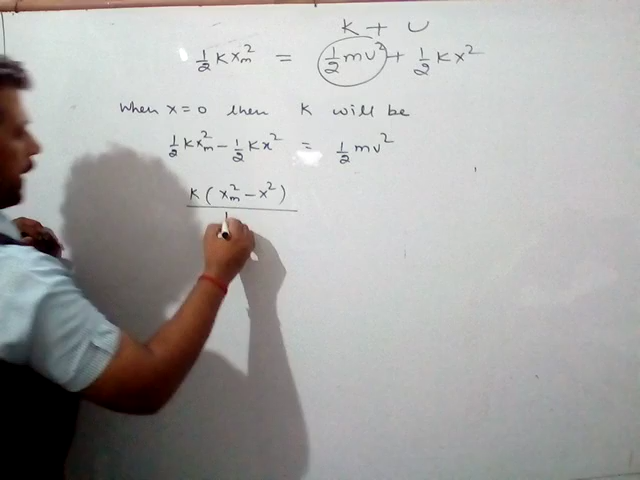 K + U
½ K x_m² = ½ m v² + ½ K x²
When x = 0 then K will be
½ K x_m² - ½ K x² = ½ m v²
K ( x_m² - x² )